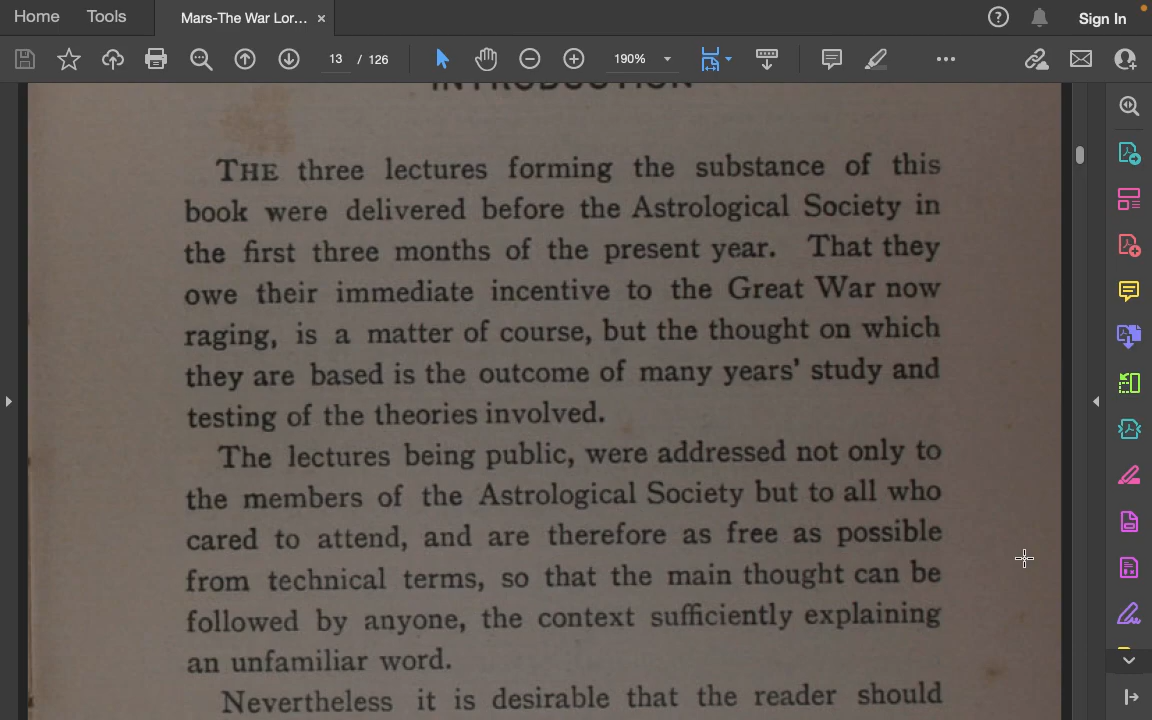 Home
Tools
Mars-The War Lor... ×
Sign In
13 / 126
190%
INTRODUCTION
THE three lectures forming the substance of this
book were delivered before the Astrological Society in
the first three months of the present year. That they
owe their immediate incentive to the Great War now
raging, is a matter of course, but the thought on which
they are based is the outcome of many years' study and
testing of the theories involved.
The lectures being public, were addressed not only to
the members of the Astrological Society but to all who
cared to attend, and are therefore as free as possible
from technical terms, so that the main thought can be
followed by anyone, the context sufficiently explaining
an unfamiliar word.
Nevertheless it is desirable that the reader should